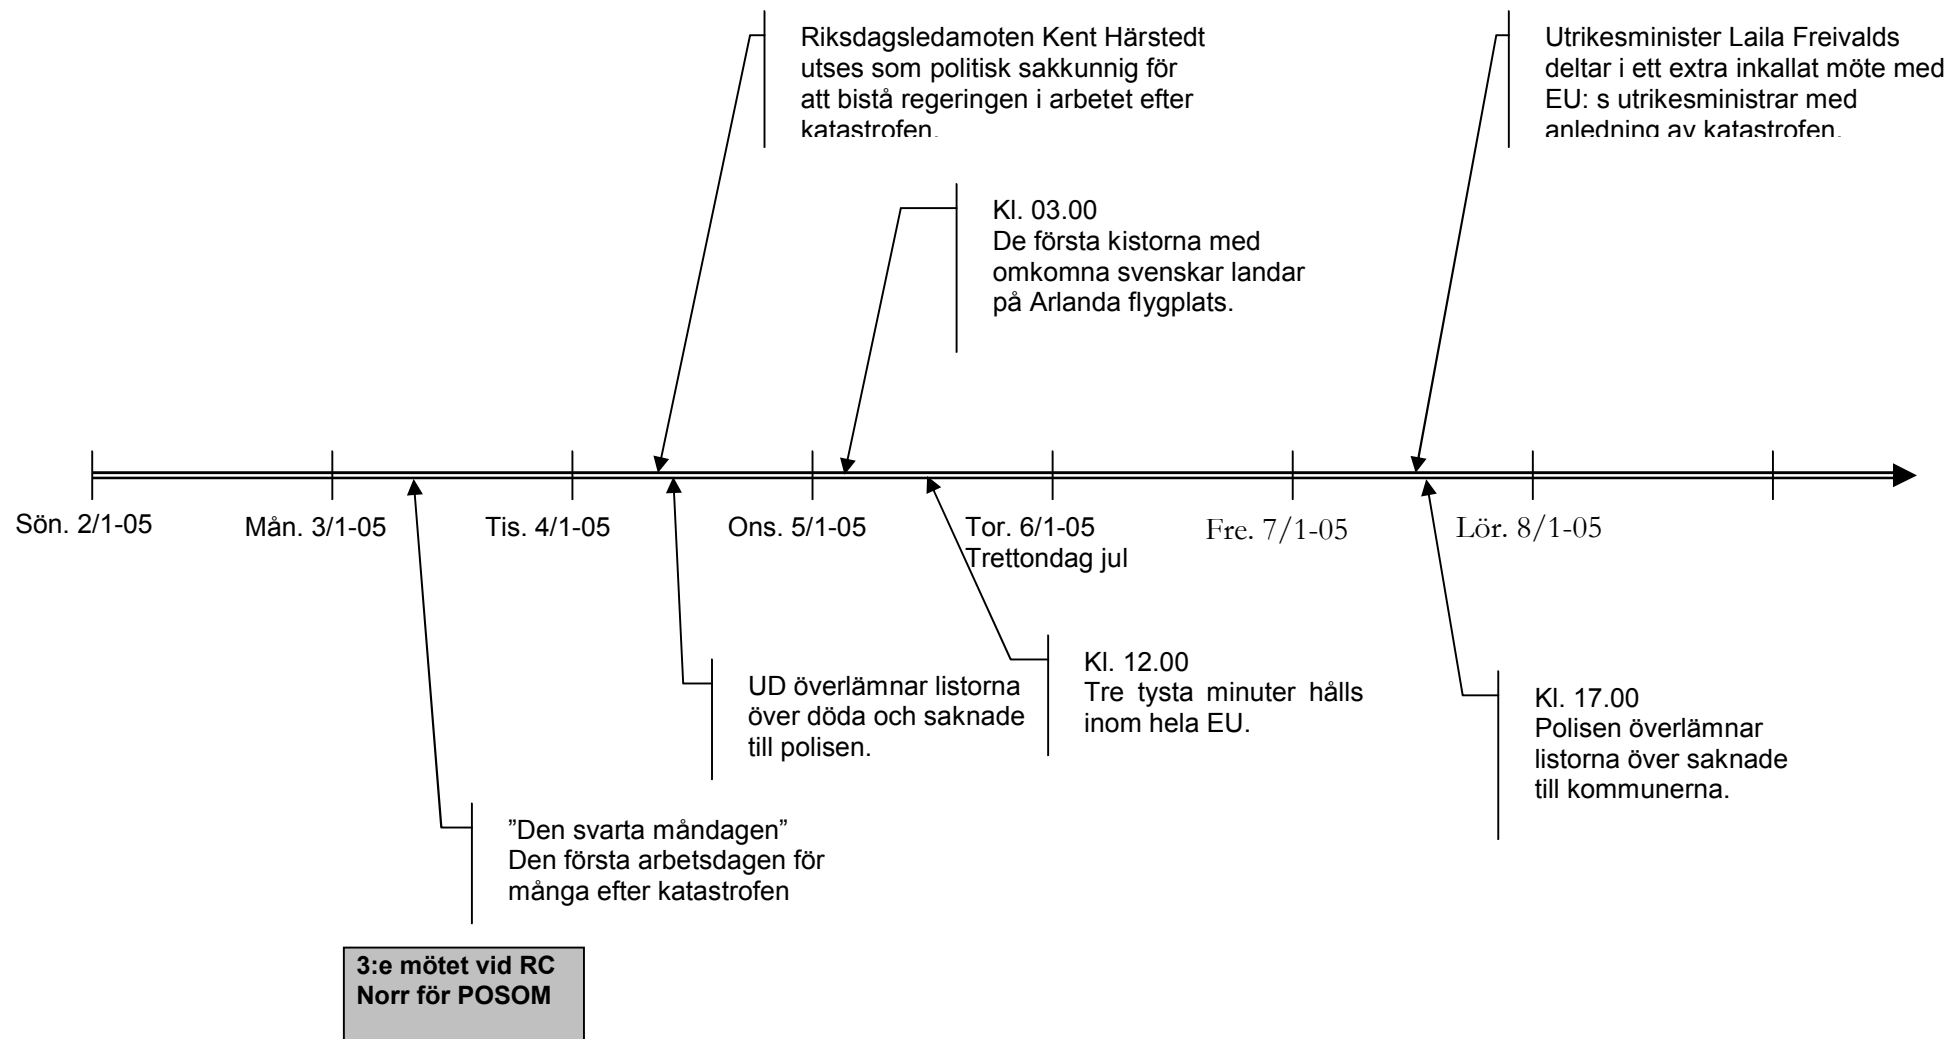 Riksdagsledamoten Kent Härstedt
utses som politisk sakkunnig för
att bistå regeringen i arbetet efter
katastrofen.
Utrikesminister Laila Freivalds
deltar i ett extra inkallat möte med
EU: s utrikesministrar med
anledning av katastrofen.
Kl. 03.00
De första kistorna med
omkomna svenskar landar
på Arlanda flygplats.
Sön. 2/1-05
Mån. 3/1-05
Tis. 4/1-05
Ons. 5/1-05
Tor. 6/1-05
Trettondag jul
Fre. 7/1-05
Lör. 8/1-05
UD överlämnar listorna
över döda och saknade
till polisen.
Kl. 12.00
Tre tysta minuter hålls
inom hela EU.
Kl. 17.00
Polisen överlämnar
listorna över saknade
till kommunerna.
”Den svarta måndagen”
Den första arbetsdagen för
många efter katastrofen
3:e mötet vid RC
Norr för POSOM